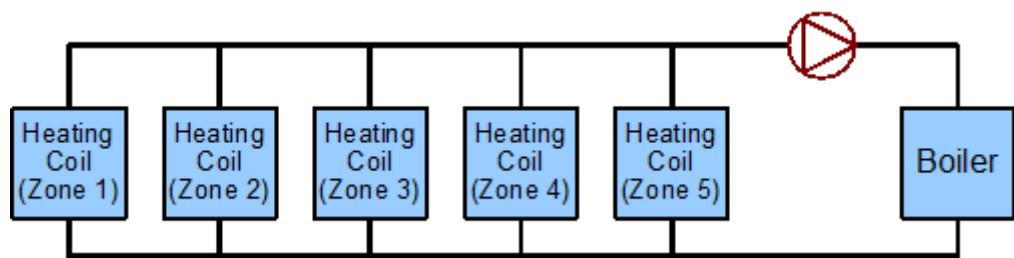 Heating
Coil
(Zone 1)
Heating
Coil
(Zone 2)
Heating
Coil
(Zone 3)
Heating
Coil
(Zone 4)
Heating
Coil
(Zone 5)
Boiler